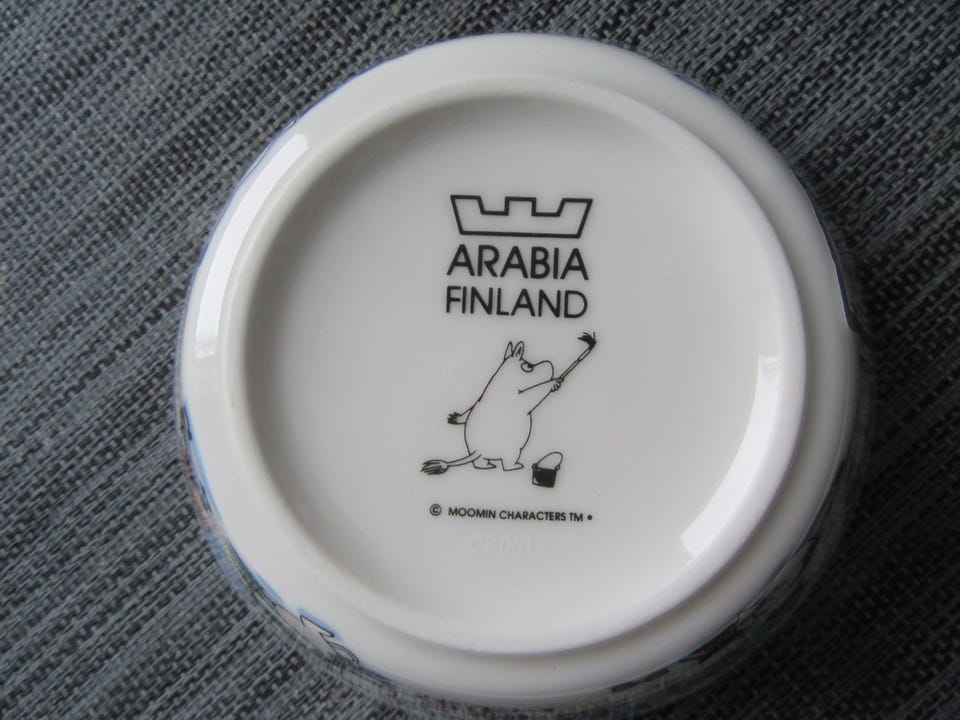 ARABIA
FINLAND
© MOOMIN CHARACTERS TM •